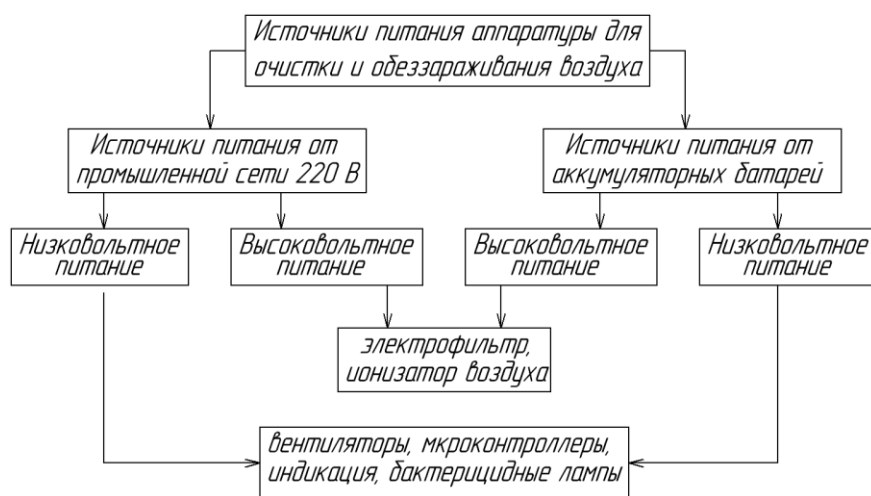 Источники питания аппаратуры для
очистки и обеззараживания воздуха
Источники питания от
промышленной сети 220 В
Источники питания от
аккумуляторных батарей
Низковольтное
питание
Высоковольтное
питание
Высоковольтное
питание
Низковольтное
питание
электрофильтр,
ионизатор воздуха
вентиляторы, мкроконтроллеры,
индикация, бактерицидные лампы